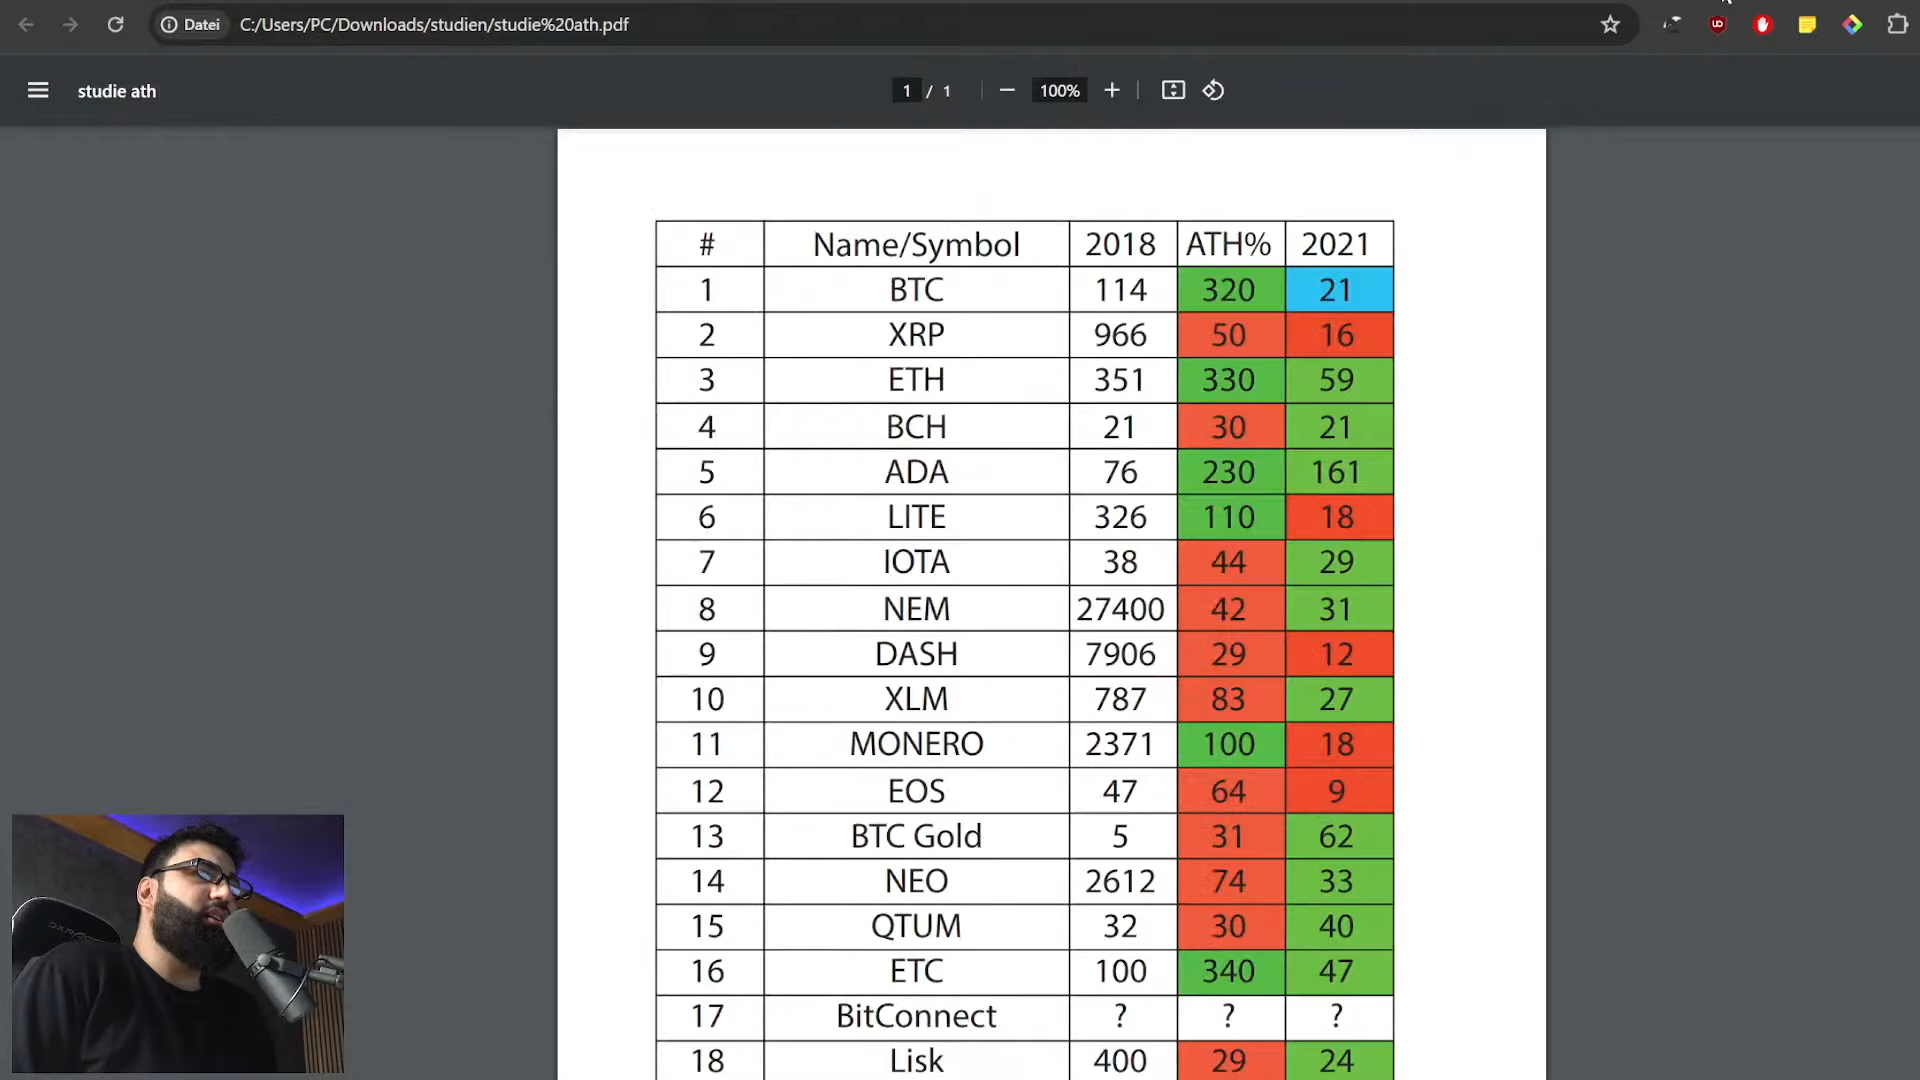 Datei C:/Users/PC/Downloads/studien/studie%20ath.pdf
studie ath 1 / 1 100%
# Name/Symbol 2018 ATH% 2021
1 BTC 114 320 21
2 XRP 966 50 16
3 ETH 351 330 59
4 BCH 21 30 21
5 ADA 76 230 161
6 LITE 326 110 18
7 IOTA 38 44 29
8 NEM 27400 42 31
9 DASH 7906 29 12
10 XLM 787 83 27
11 MONERO 2371 100 18
12 EOS 47 64 9
13 BTC Gold 5 31 62
14 NEO 2612 74 33
15 QTUM 32 30 40
16 ETC 100 340 47
17 BitConnect ? ? ?
18 Lisk 400 29 24